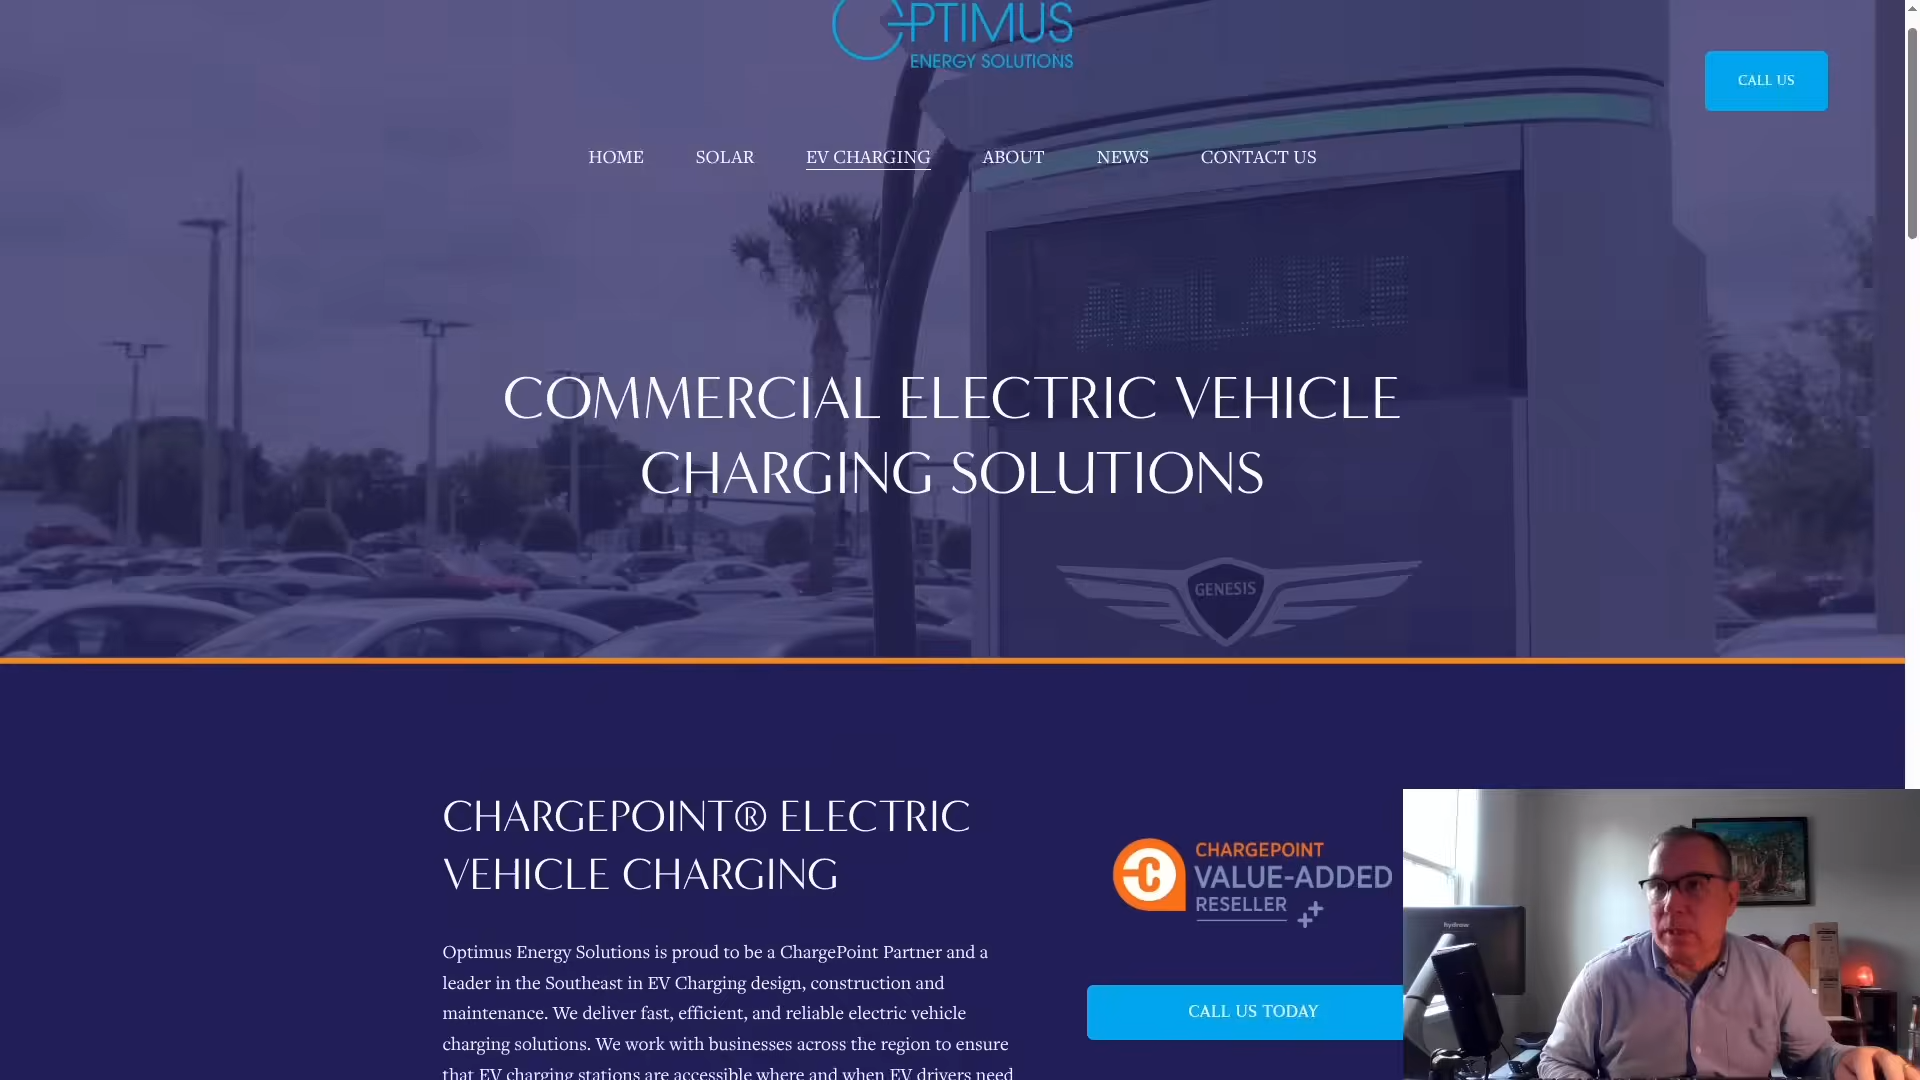 OPTIMUS
ENERGY SOLUTIONS
CALL US
HOME SOLAR EV CHARGING ABOUT NEWS CONTACT US
AVAILABLE
COMMERCIAL ELECTRIC VEHICLE
CHARGING SOLUTIONS
GENESIS
CHARGEPOINT® ELECTRIC
VEHICLE CHARGING
CHARGEPOINT
VALUE-ADDED
RESELLER
Optimus Energy Solutions is proud to be a ChargePoint Partner and a
leader in the Southeast in EV Charging design, construction and
maintenance. We deliver fast, efficient, and reliable electric vehicle
charging solutions. We work with businesses across the region to ensure
that EV charging stations are accessible where and when EV drivers need
CALL US TODAY